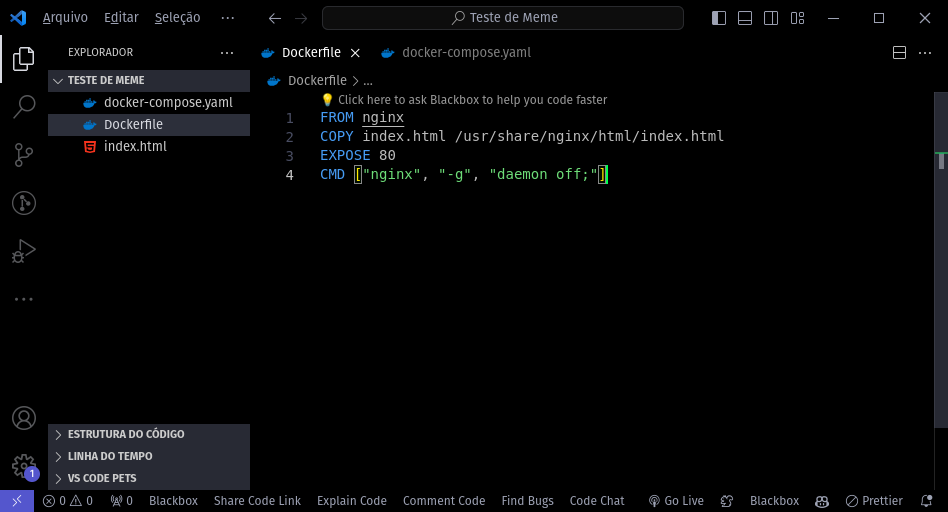 Arquivo Editar Seleção ··· Teste de Meme
EXPLORADOR ···
TESTE DE MEME
docker-compose.yaml
Dockerfile
index.html
ESTRUTURA DO CÓDIGO
LINHA DO TEMPO
VS CODE PETS
Dockerfile docker-compose.yaml ···
Dockerfile > ...
Click here to ask Blackbox to help you code faster
1 FROM nginx
2 COPY index.html /usr/share/nginx/html/index.html
3 EXPOSE 80
4 CMD ["nginx", "-g", "daemon off;"]
1
0 0 0 Blackbox Share Code Link Explain Code Comment Code Find Bugs Code Chat Go Live Blackbox Prettier